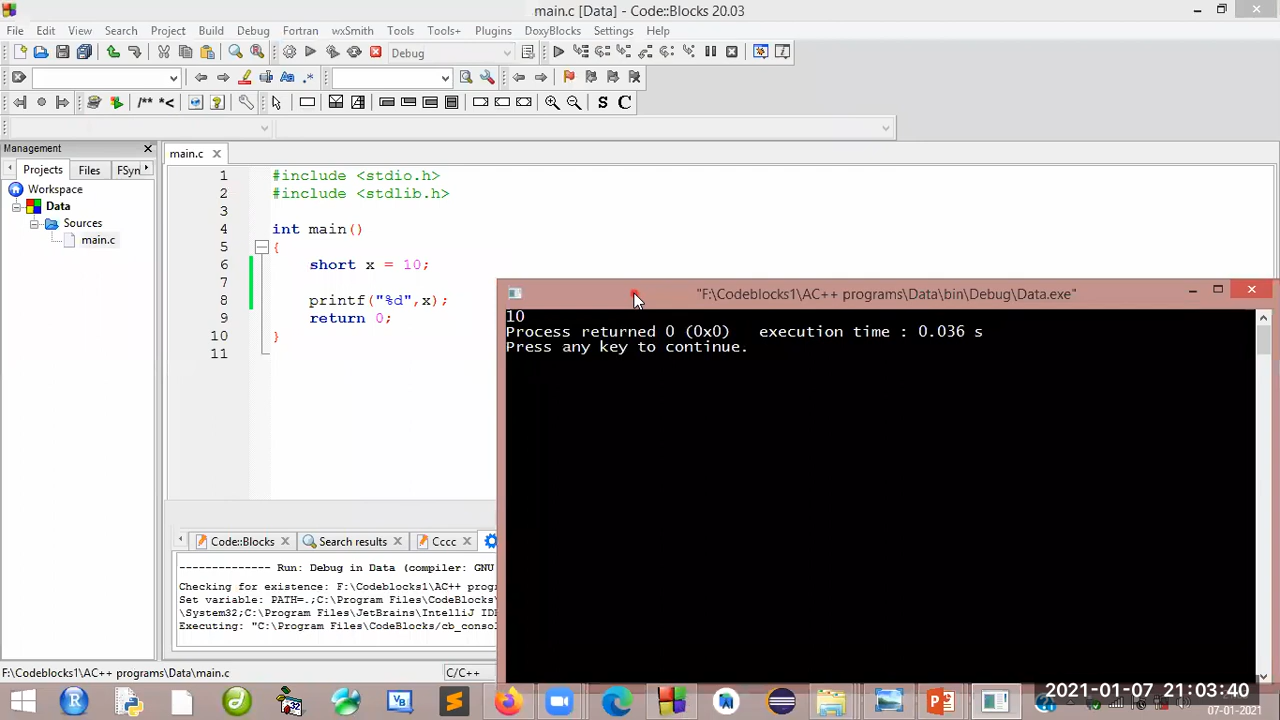 main.c [Data] - Code::Blocks 20.03
File Edit View Search Project Build Debug Fortran wxSmith Tools Tools+ Plugins DoxyBlocks Settings Help
Debug
/** *<
S C
Management
Projects Files FSyn
Workspace
Data
Sources
main.c
main.c
1 #include <stdio.h>
2 #include <stdlib.h>
3
4 int main()
5 {
6 short x = 10;
7
8 printf("%d",x);
9 return 0;
10 }
11
"F:\Codeblocks1\AC++ programs\Data\bin\Debug\Data.exe"
10
Process returned 0 (0x0) execution time : 0.036 s
Press any key to continue.
Code::Blocks Search results Cccc
-------------- Run: Debug in Data (compiler: GNU
Checking for existence: F:\Codeblocks1\AC++ prog
Set variable: PATH=.;C:\Program Files\CodeBlocks\
\System32;C:\Program Files\JetBrains\IntelliJ IDE
Executing: "C:\Program Files\CodeBlocks/cb_conso
F:\Codeblocks1\AC++ programs\Data\main.c C/C++
2021-01-07 21:03:40
07-01-2021